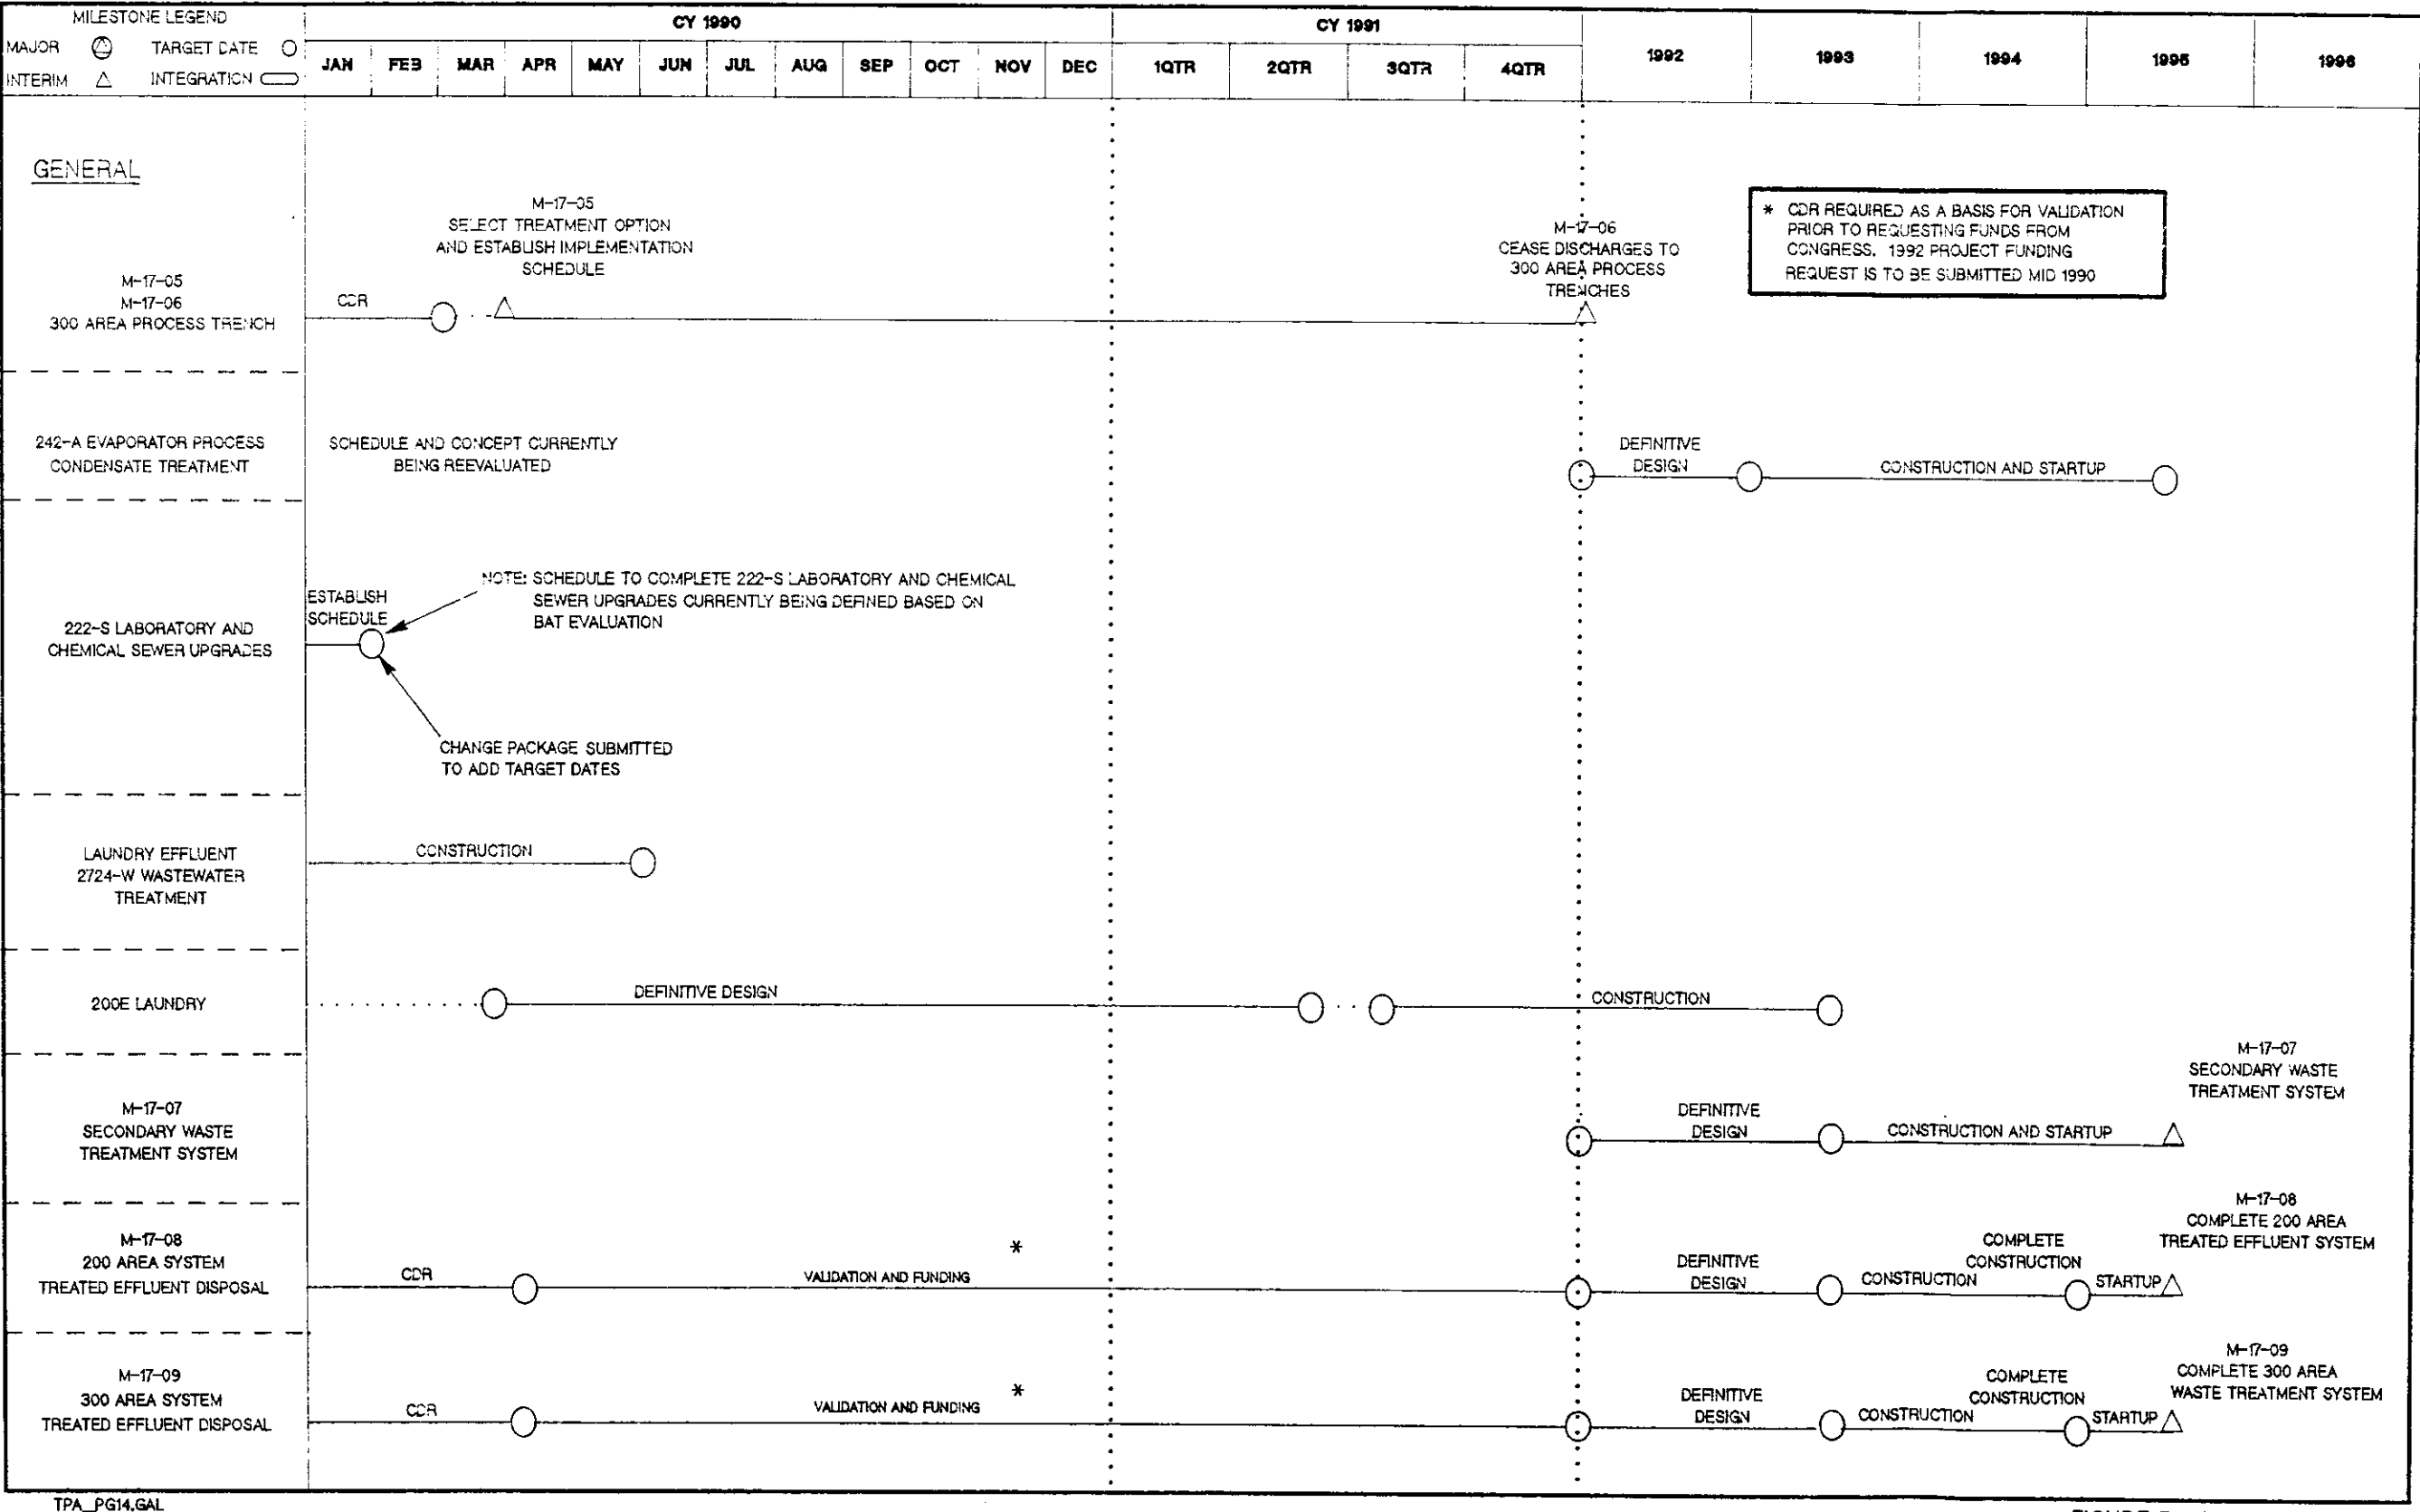 MILESTONE LEGEND
MAJOR TARGET DATE
INTERIM INTEGRATION
CY 1990
JAN FEB MAR APR MAY JUN JUL AUG SEP OCT NOV DEC
CY 1991
1QTR 2QTR 3QTR 4QTR
1992 1993 1994 1995 1996
GENERAL
M-17-05
M-17-06
300 AREA PROCESS TRENCH
CDR
M-17-05
SELECT TREATMENT OPTION
AND ESTABLISH IMPLEMENTATION
SCHEDULE
M-17-06
CEASE DISCHARGES TO
300 AREA PROCESS
TRENCHES
* CDR REQUIRED AS A BASIS FOR VALIDATION
PRIOR TO REQUESTING FUNDS FROM
CONGRESS. 1992 PROJECT FUNDING
REQUEST IS TO BE SUBMITTED MID 1990
242-A EVAPORATOR PROCESS
CONDENSATE TREATMENT
SCHEDULE AND CONCEPT CURRENTLY
BEING REEVALUATED
DEFINITIVE
DESIGN
CONSTRUCTION AND STARTUP
222-S LABORATORY AND
CHEMICAL SEWER UPGRADES
ESTABLISH
SCHEDULE
NOTE: SCHEDULE TO COMPLETE 222-S LABORATORY AND CHEMICAL
SEWER UPGRADES CURRENTLY BEING DEFINED BASED ON
BAT EVALUATION
CHANGE PACKAGE SUBMITTED
TO ADD TARGET DATES
LAUNDRY EFFLUENT
2724-W WASTEWATER
TREATMENT
CONSTRUCTION
200E LAUNDRY
DEFINITIVE DESIGN
CONSTRUCTION
M-17-07
SECONDARY WASTE
TREATMENT SYSTEM
DEFINITIVE
DESIGN
CONSTRUCTION AND STARTUP
M-17-07
SECONDARY WASTE
TREATMENT SYSTEM
M-17-08
200 AREA SYSTEM
TREATED EFFLUENT DISPOSAL
CDR
VALIDATION AND FUNDING
*
DEFINITIVE
DESIGN
CONSTRUCTION
COMPLETE
CONSTRUCTION
STARTUP
M-17-08
COMPLETE 200 AREA
TREATED EFFLUENT SYSTEM
M-17-09
300 AREA SYSTEM
TREATED EFFLUENT DISPOSAL
CDR
VALIDATION AND FUNDING
*
DEFINITIVE
DESIGN
CONSTRUCTION
COMPLETE
CONSTRUCTION
STARTUP
M-17-09
COMPLETE 300 AREA
WASTE TREATMENT SYSTEM
TPA_PG14.GAL